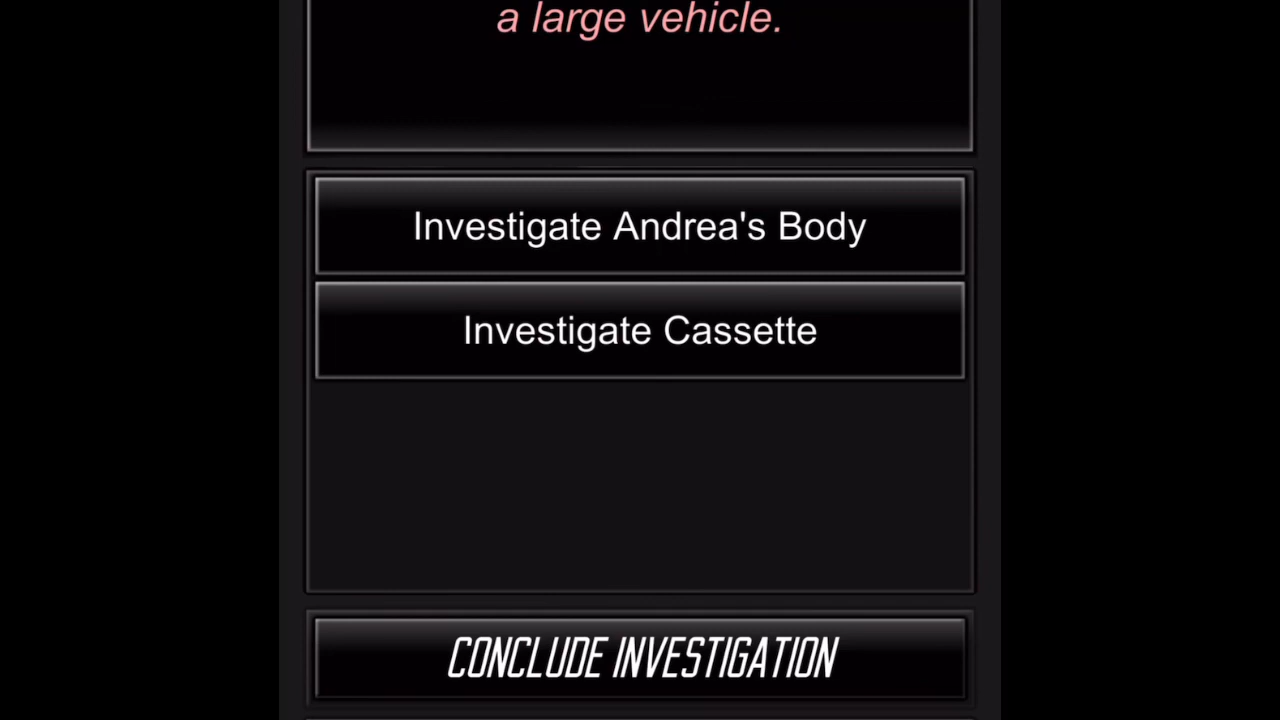 a large vehicle.
Investigate Andrea's Body
Investigate Cassette
CONCLUDE INVESTIGATION